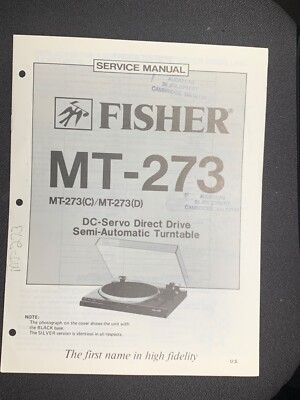 SERVICE MANUAL
FISHER®
MT-273
MT-273(C)/MT-273(D)
DC-Servo Direct Drive
Semi-Automatic Turntable
MT-273
NOTE:
The photograph on the cover shows the unit with
the BLACK base.
The SILVER version is identical in all respects.
The first name in high fidelity
U.S.